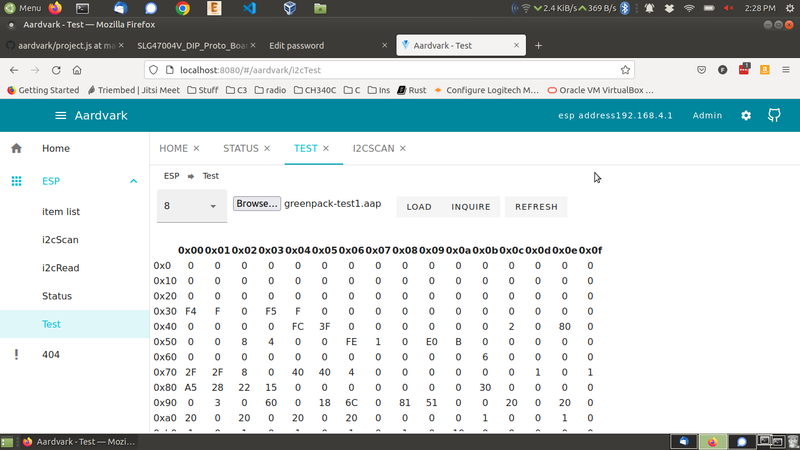 Menu 2.4 KiB/s 369 B/s 2:28 PM
Aardvark - Test — Mozilla Firefox
aardvark/project.js at ma SLG47004V_DIP_Proto_Boar Edit password Aardvark - Test
localhost:8080/#/aardvark/i2cTest
Getting Started Triembed | Jitsi Meet Stuff C3 radio CH340C C Ins Rust Configure Logitech M… Oracle VM VirtualBox …
Aardvark esp address192.168.4.1 Admin
Home HOME STATUS TEST I2CSCAN
ESP ESP Test
8 Browse… greenpack-test1.aap LOAD INQUIRE REFRESH
item list
i2cScan
i2cRead
Status
Test
404
0x00 0x01 0x02 0x03 0x04 0x05 0x06 0x07 0x08 0x09 0x0a 0x0b 0x0c 0x0d 0x0e 0x0f
0x0 0 0 0 0 0 0 0 0 0 0 0 0 0 0 0 0
0x10 0 0 0 0 0 0 0 0 0 0 0 0 0 0 0 0
0x20 0 0 0 0 0 0 0 0 0 0 0 0 0 0 0 0
0x30 F4 F 0 F5 F 0 0 0 0 0 0 0 0 0 0 0
0x40 0 0 0 0 FC 3F 0 0 0 0 0 0 2 0 80 0
0x50 0 0 8 4 0 0 FE 1 0 E0 B 0 0 0 0 0
0x60 0 0 0 0 0 0 0 0 0 0 0 6 0 0 0 0
0x70 2F 2F 8 0 40 40 4 0 0 0 0 0 0 1 0 1
0x80 A5 28 22 15 0 0 0 0 0 0 0 30 0 0 0 0
0x90 0 3 0 60 0 18 6C 0 81 51 0 0 20 0 20 0
0xa0 20 0 20 0 20 0 20 0 0 0 0 1 0 0 1 0
Aardvark - Test — Mozi…